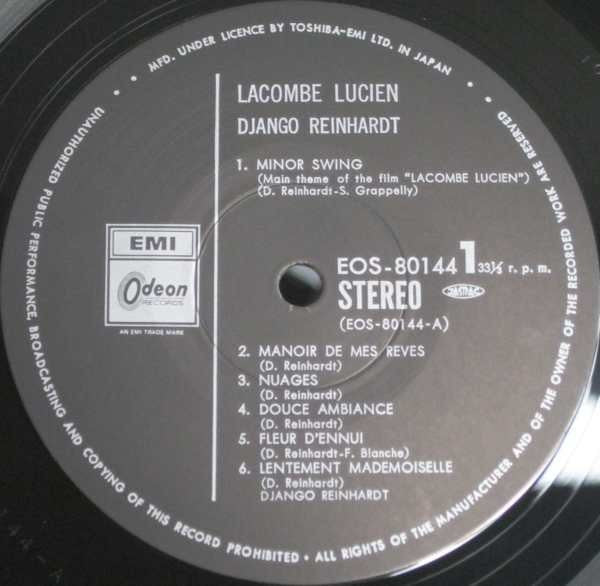 • MFD. UNDER LICENCE BY TOSHIBA-EMI LTD. IN JAPAN •
ALL RIGHTS OF THE MANUFACTURER AND OF THE OWNER OF THE RECORDED WORK ARE RESERVED
UNAUTHORIZED PUBLIC PERFORMANCE, BROADCASTING AND COPYING OF THIS RECORD PROHIBITED •
LACOMBE LUCIEN
DJANGO REINHARDT
1. MINOR SWING
(Main theme of the film "LACOMBE LUCIEN")
(D. Reinhardt-S. Grappelly)
EMI
Odeon
RECORDS
AN EMI TRADE MARK
EOS-80144 1 33⅓ r. p. m.
STEREO
JASRAC
(EOS-80144-A)
2. MANOIR DE MES REVES
(D. Reinhardt)
3. NUAGES
(D. Reinhardt)
4. DOUCE AMBIANCE
(D. Reinhardt)
5. FLEUR D'ENNUI
(D. Reinhardt-F. Blanche)
6. LENTEMENT MADEMOISELLE
(D. Reinhardt)
DJANGO REINHARDT